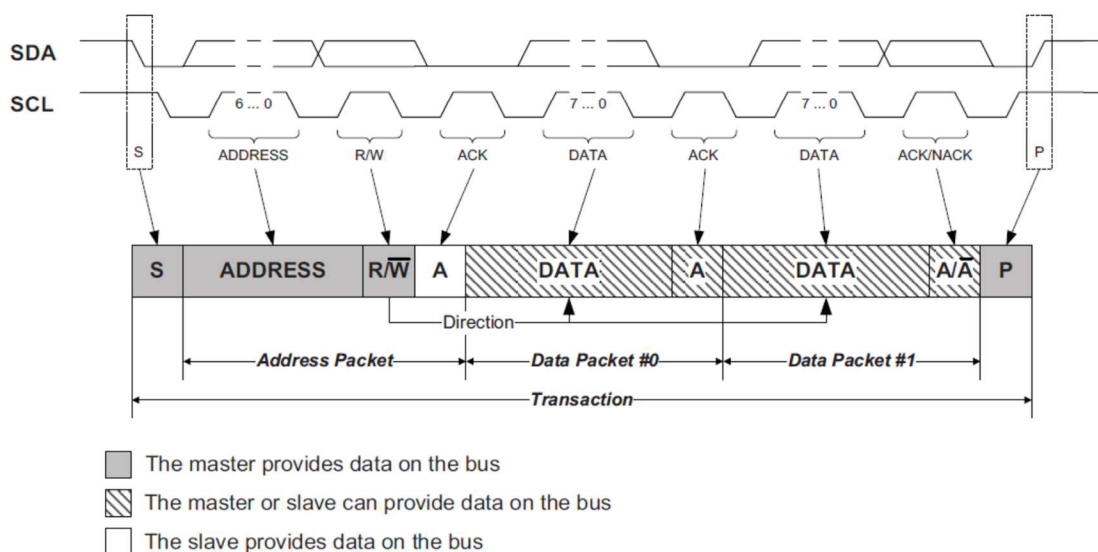 SDA
SCL
6 ... 0
7 ... 0
7 ... 0
S
ADDRESS
R/W
ACK
DATA
ACK
DATA
ACK/NACK
P
S
ADDRESS
R/W̅
A
DATA
A
DATA
A/A̅
P
Direction
Address Packet
Data Packet #0
Data Packet #1
Transaction
The master provides data on the bus
The master or slave can provide data on the bus
The slave provides data on the bus